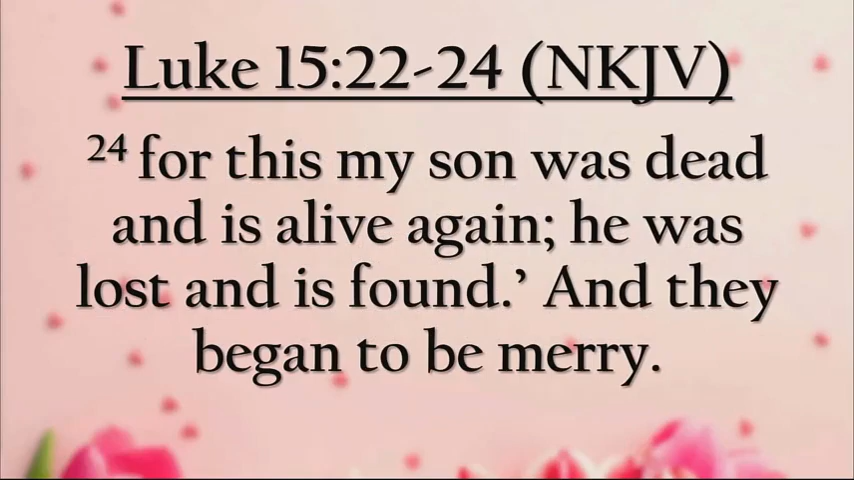 Luke 15:22-24 (NKJV)
24 for this my son was dead
and is alive again; he was
lost and is found.’ And they
began to be merry.